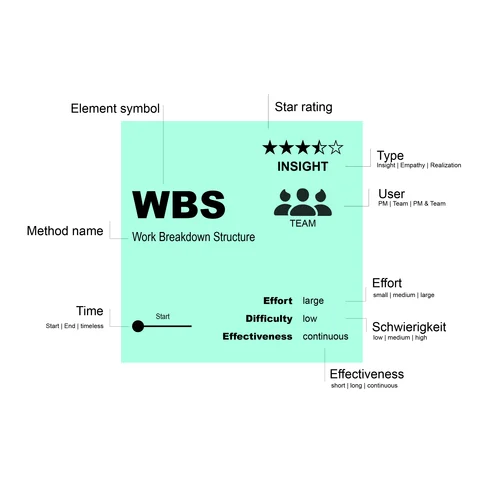 Element symbol
Star rating
INSIGHT
Type
Insight | Empathy | Realization
WBS
User
PM | Team | PM & Team
TEAM
Method name
Work Breakdown Structure
Effort
small | medium | large
Effort large
Time
Start | End | timeless
Start
Difficulty low
Schwierigkeit
low | medium | high
Effectiveness continuous
Effectiveness
short | long | continuous